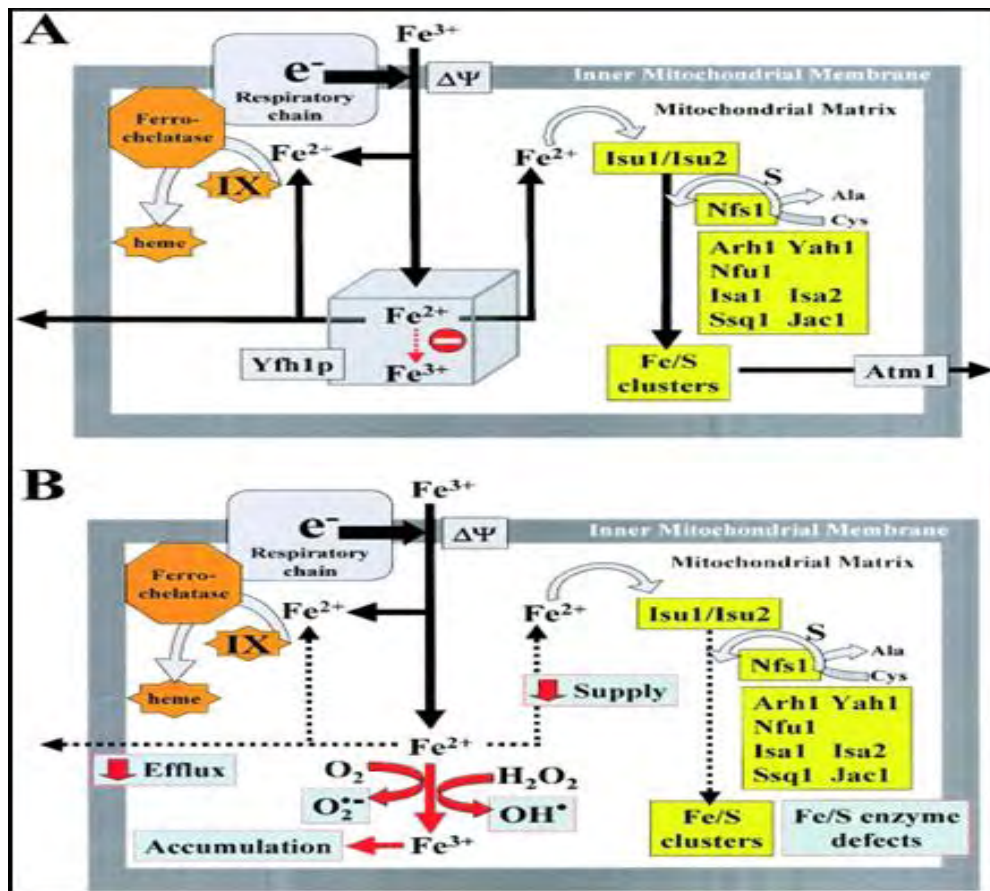 A
Fe³⁺
e⁻
Respiratory
chain
ΔΨ
Inner Mitochondrial Membrane
Mitochondrial Matrix
Ferro-
chelatase
Fe²⁺
IX
heme
Fe²⁺
Isu1/Isu2
S
Nfs1
Ala
Cys
Arh1 Yah1
Nfu1
Isa1 Isa2
Ssq1 Jac1
Fe²⁺
Fe³⁺
Yfh1p
Fe/S
clusters
Atm1
B
Fe³⁺
e⁻
Respiratory
chain
ΔΨ
Inner Mitochondrial Membrane
Mitochondrial Matrix
Ferro-
chelatase
Fe²⁺
IX
heme
Fe²⁺
Isu1/Isu2
S
Nfs1
Ala
Cys
Supply
Arh1 Yah1
Nfu1
Isa1 Isa2
Ssq1 Jac1
Fe²⁺
Efflux
O₂
H₂O₂
O₂•⁻
OH•
Accumulation
Fe³⁺
Fe/S
clusters
Fe/S enzyme
defects